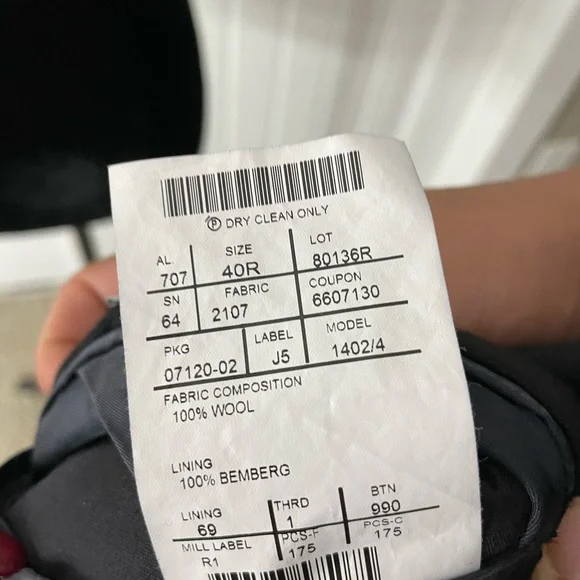 P DRY CLEAN ONLY
AL SIZE LOT
707 40R 80136R
SN FABRIC COUPON
64 2107 6607130
PKG LABEL MODEL
07120-02 J5 1402/4
FABRIC COMPOSITION
100% WOOL
LINING
100% BEMBERG
LINING THRD BTN
69 1 990
MILL LABEL PCS-F PCS-C
R1 175 175